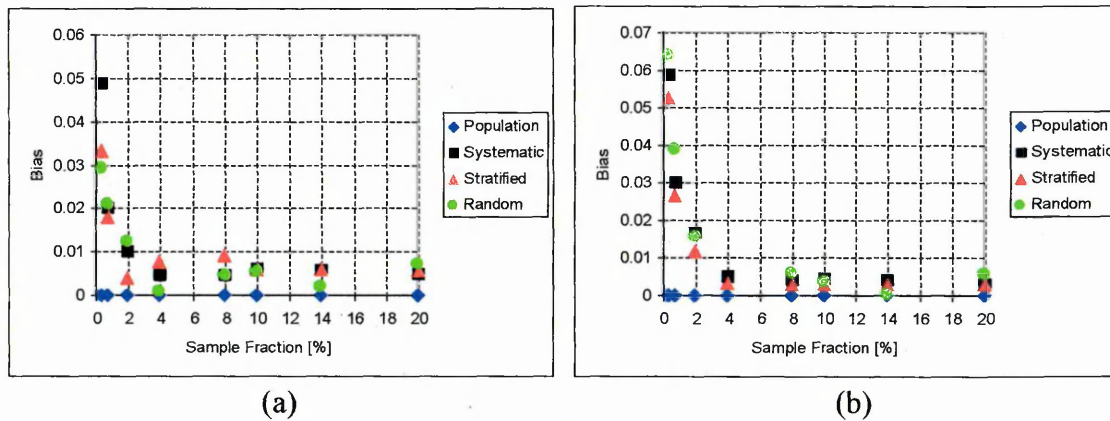 0.06
0.05
0.04
0.03
0.02
0.01
0
Bias
0 2 4 6 8 10 12 14 16 18 20
Sample Fraction [%]
Population
Systematic
Stratified
Random
(a)
0.07
0.06
0.05
0.04
0.03
0.02
0.01
0
Bias
0 2 4 6 8 10 12 14 16 18 20
Sample Fraction [%]
Population
Systematic
Stratified
Random
(b)